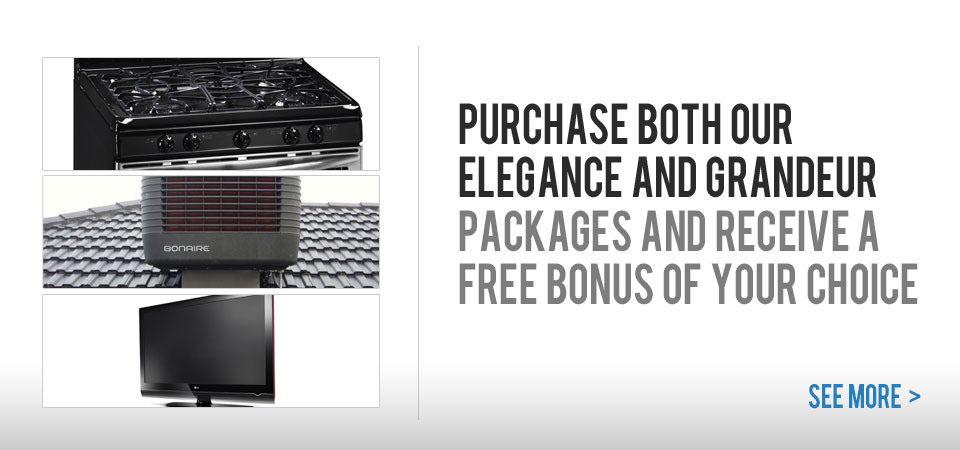 BONAIRE
PURCHASE BOTH OUR
ELEGANCE AND GRANDEUR
PACKAGES AND RECEIVE A
FREE BONUS OF YOUR CHOICE
SEE MORE >